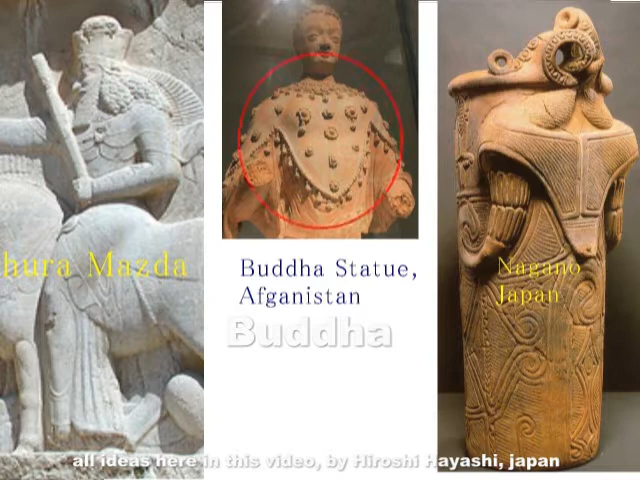 hura Mazda
Buddha Statue,
Afganistan
Buddha
Nagano
Japan
all ideas here in this video, by Hiroshi Hayashi, japan